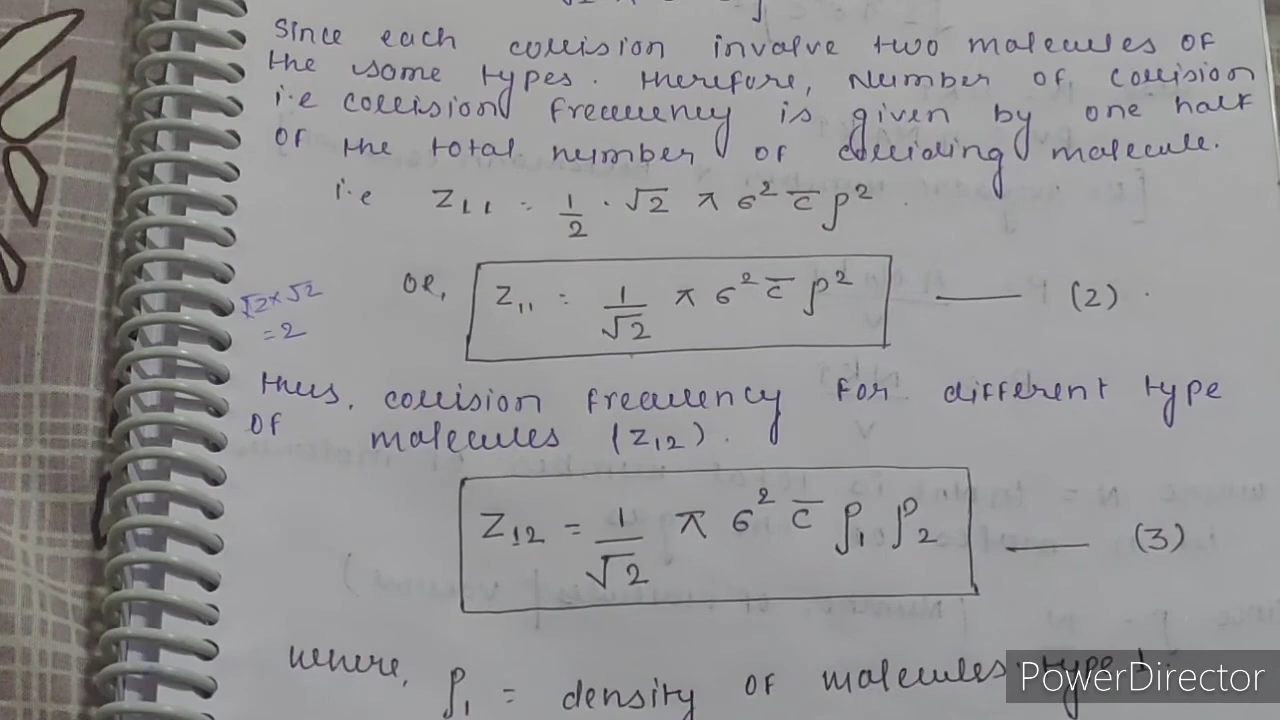 since each collision involve two molecules of
the some types. therefore, Number of collision
i.e collision frequency is given by one half
of the total number of colliding molecule.
i.e Z₁₁ = 1/2 · √2 π σ² c̄ ρ²
√2 × √2
= 2
or, Z₁₁ = 1/√2 π σ² c̄ ρ² —— (2).
thus, collision frequency for different type
of molecules (Z₁₂).
Z₁₂ = 1/√2 π σ² c̄ ρ₁ ρ₂ —— (3)
where, ρ₁ = density of molecules type 1.
PowerDirector